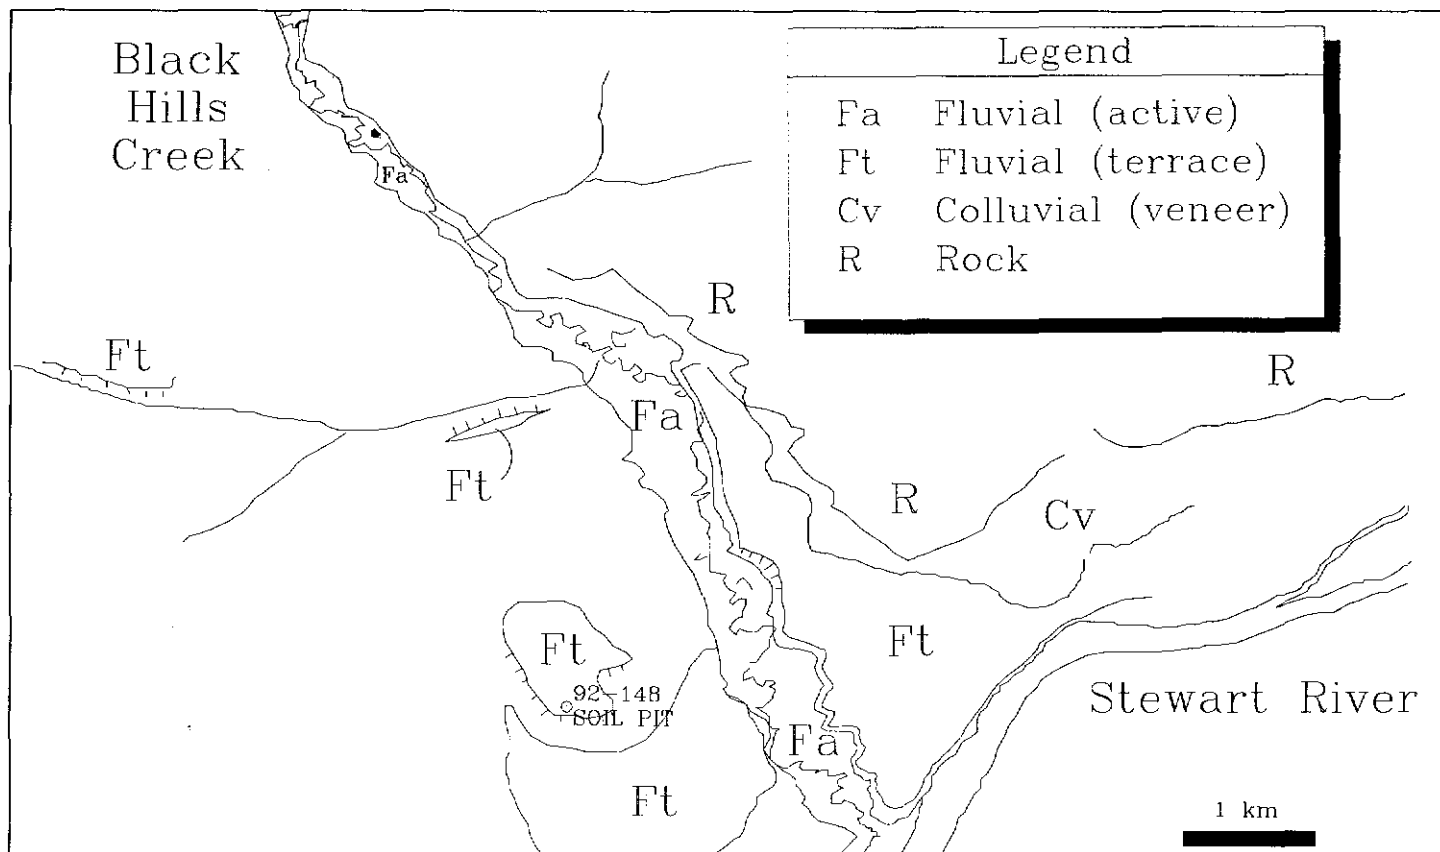 Black
Hills
Creek
Legend
Fa Fluvial (active)
Ft Fluvial (terrace)
Cv Colluvial (veneer)
R Rock
Fa
R
Ft
R
Fa
Ft
R
Cv
Ft
Ft
92-148
SOIL PIT
Stewart River
Fa
Ft
1 km